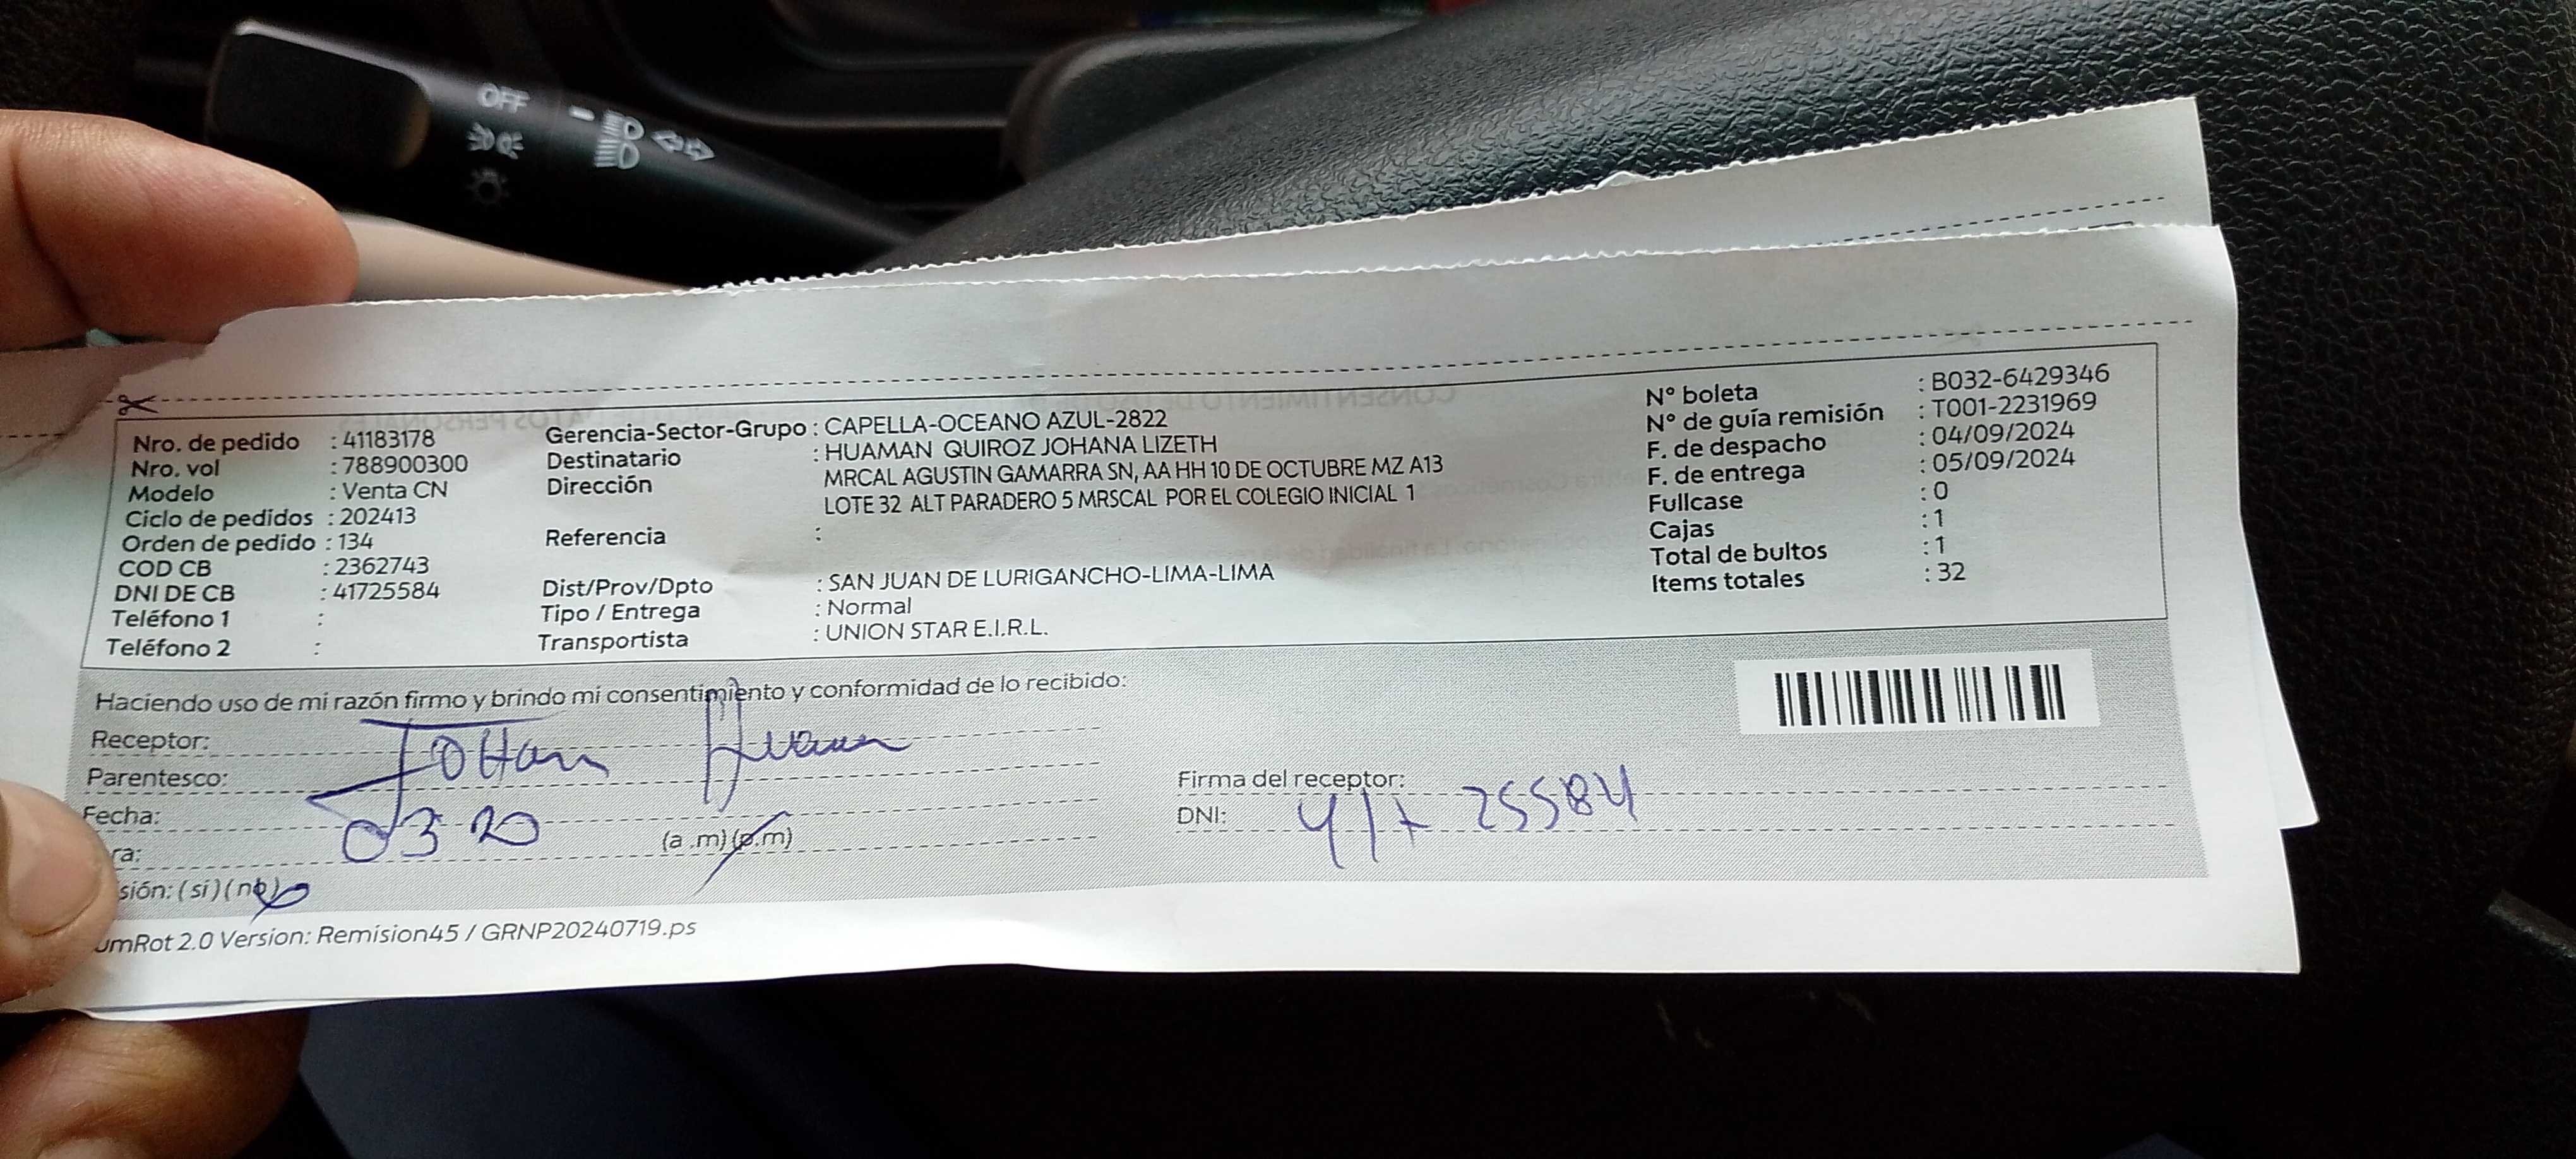 OFF
Nro. de pedido : 41183178
Nro. vol : 788900300
Modelo : Venta CN
Ciclo de pedidos : 202413
Orden de pedido : 134
COD CB : 2362743
DNI DE CB : 41725584
Teléfono 1 :
Teléfono 2 :
Gerencia-Sector-Grupo : CAPELLA-OCEANO AZUL-2822
Destinatario : HUAMAN QUIROZ JOHANA LIZETH
Dirección MRCAL AGUSTIN GAMARRA SN, AA HH 10 DE OCTUBRE MZ A13
LOTE 32 ALT PARADERO 5 MRSCAL POR EL COLEGIO INICIAL 1
Referencia :
Dist/Prov/Dpto : SAN JUAN DE LURIGANCHO-LIMA-LIMA
Tipo / Entrega : Normal
Transportista : UNION STAR E.I.R.L.
N° boleta : B032-6429346
N° de guía remisión : T001-2231969
F. de despacho : 04/09/2024
F. de entrega : 05/09/2024
Fullcase : 0
Cajas : 1
Total de bultos : 1
Items totales : 32
Haciendo uso de mi razón firmo y brindo mi consentimiento y conformidad de lo recibido:
Receptor: Johan Huaman
Parentesco:
Fecha:
ra: 03 20 (a .m) (p.m)
sión: (si) (no)
Firma del receptor:
DNI: 41725584
umRot 2.0 Version: Remision45 / GRNP20240719.ps